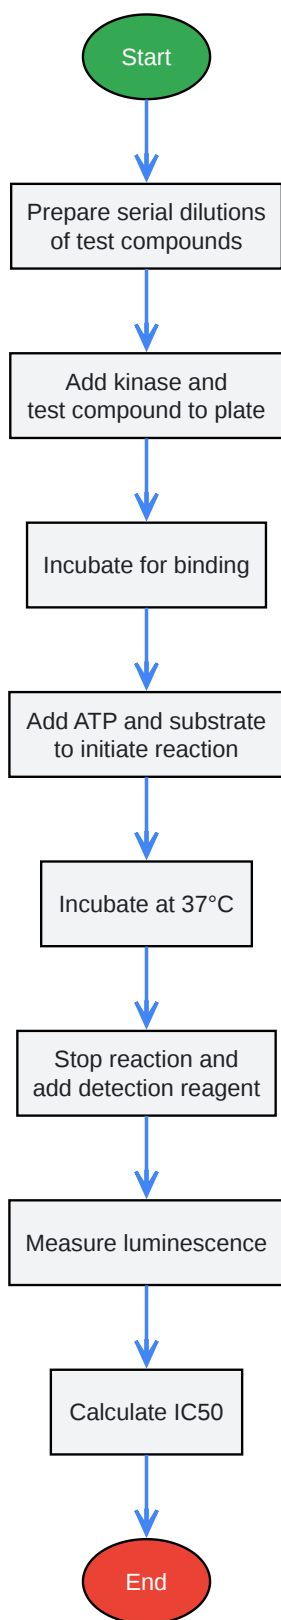 Start
Prepare serial dilutions
of test compounds
Add kinase and
test compound to plate
Incubate for binding
Add ATP and substrate
to initiate reaction
Incubate at 37°C
Stop reaction and
add detection reagent
Measure luminescence
Calculate IC50
End